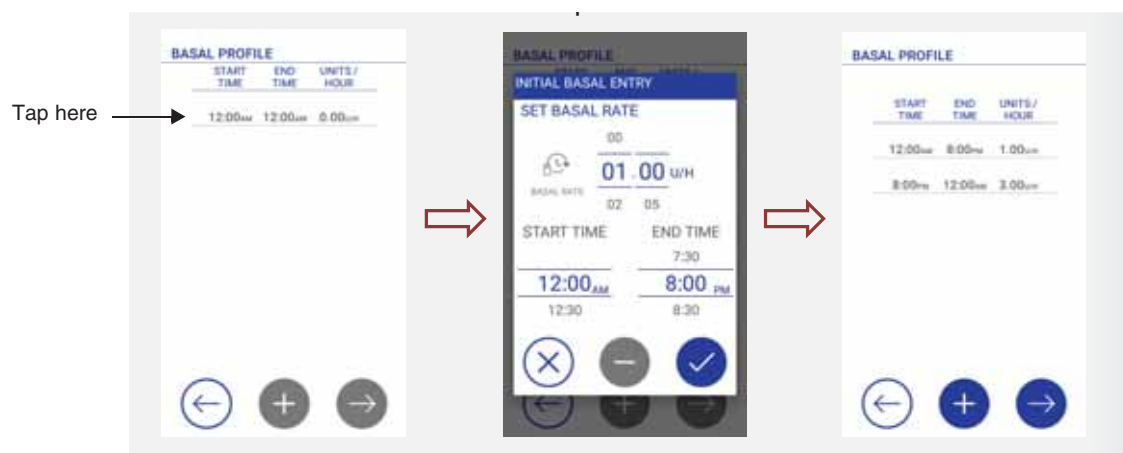 Tap here
BASAL PROFILE
START TIME END TIME UNITS / HOUR
12:00AM 12:00AM 0.00U/H
BASAL PROFILE
INITIAL BASAL ENTRY
SET BASAL RATE
00
01.00 U/H
BASAL RATE
02 05
START TIME END TIME
7:30
12:00AM 8:00 PM
12:30 8:30
BASAL PROFILE
START TIME END TIME UNITS / HOUR
12:00AM 8:00PM 1.00U/H
8:00PM 12:00AM 3.00U/H